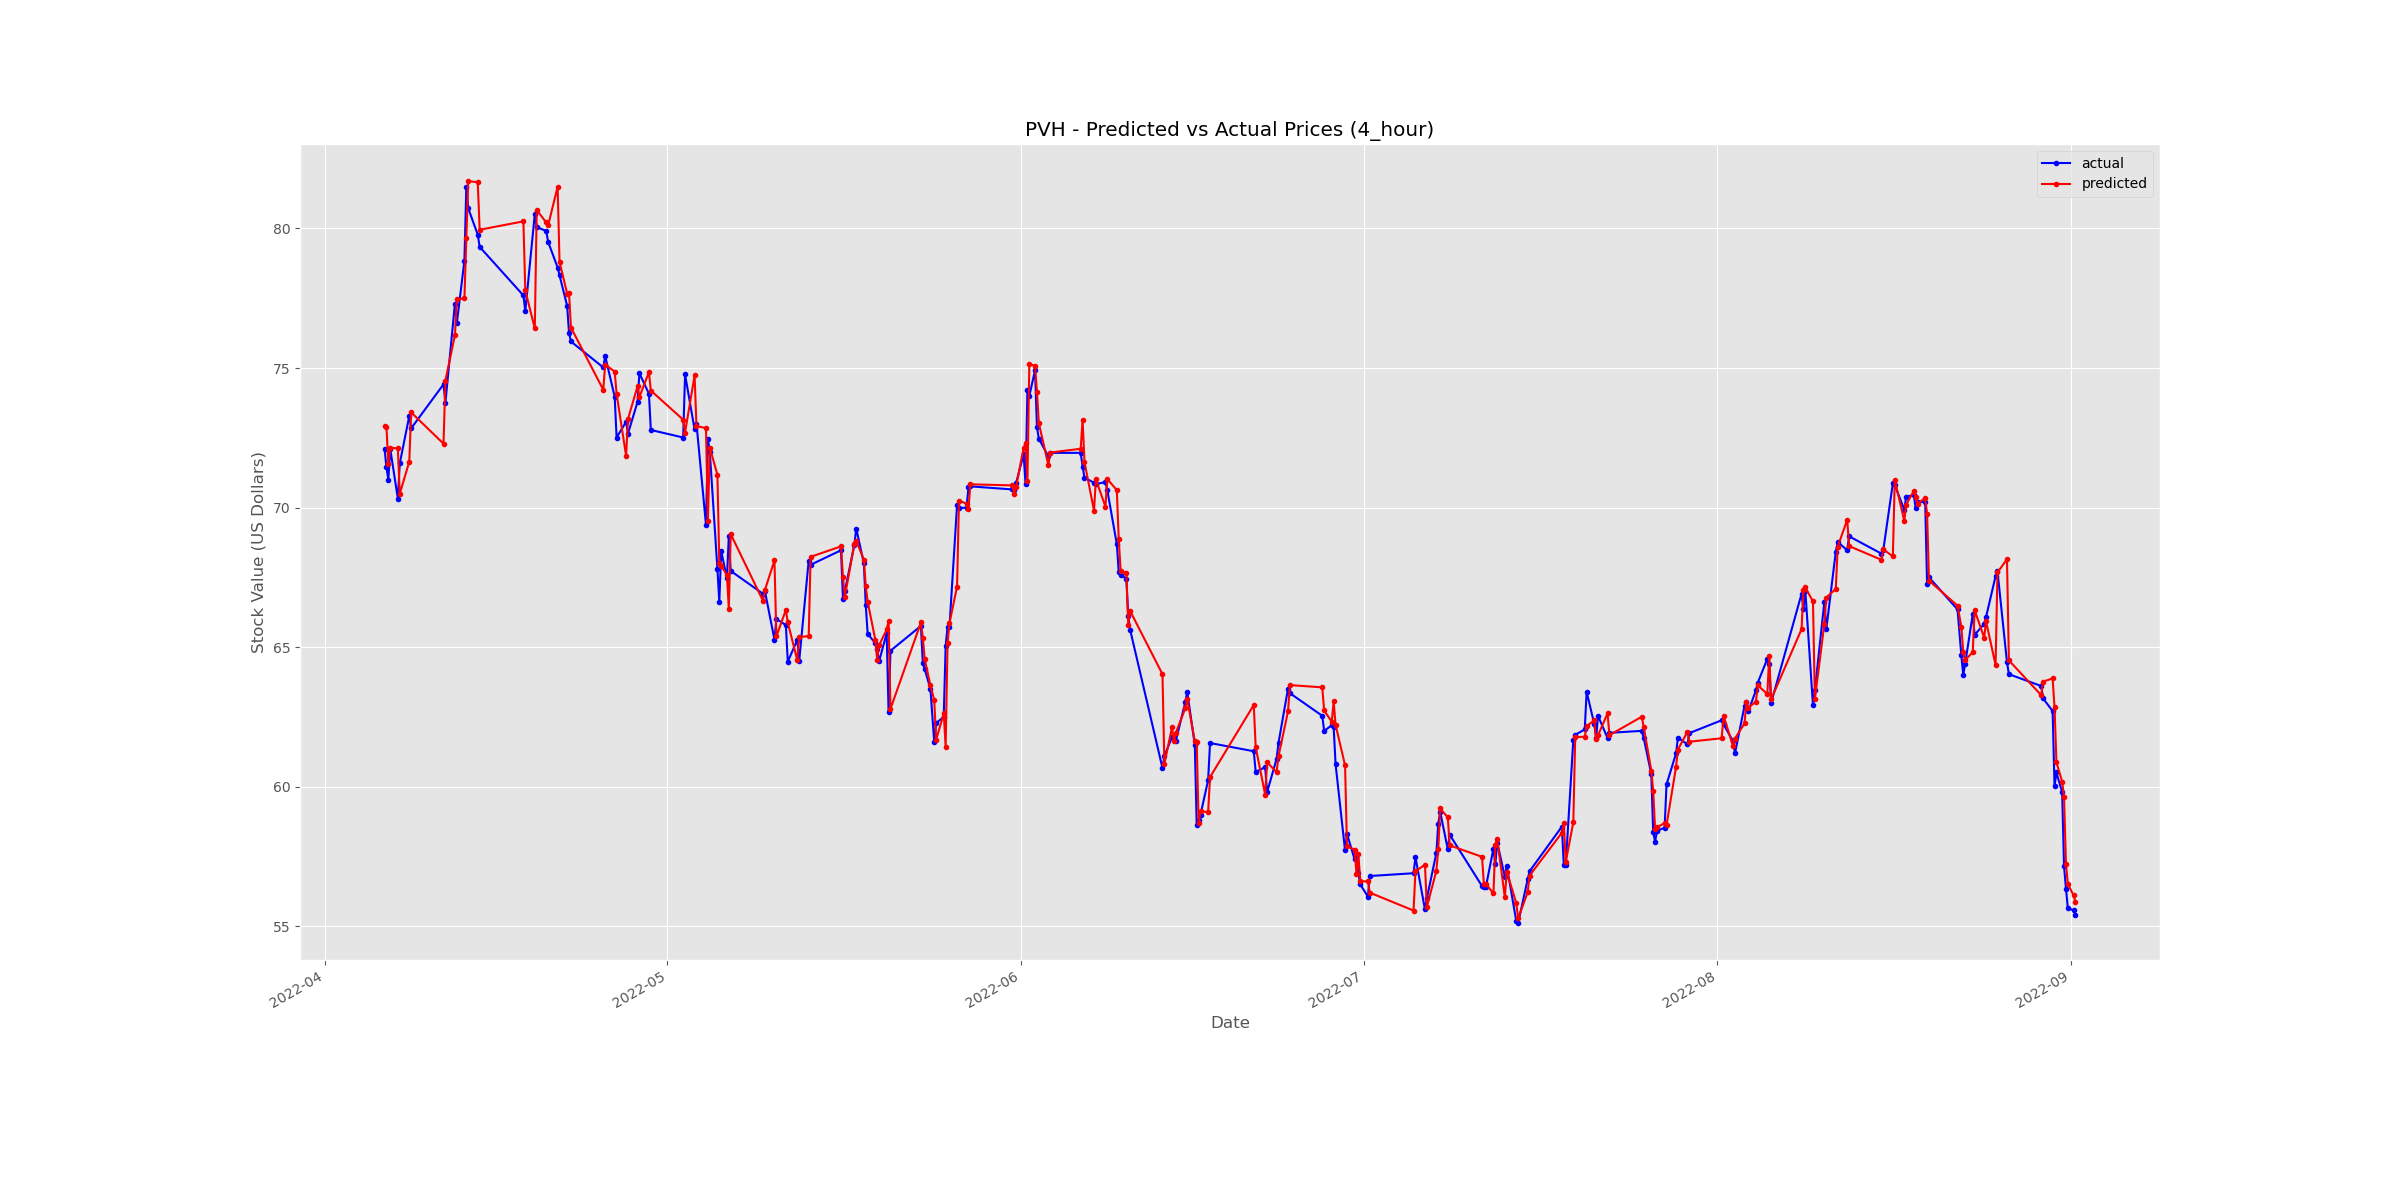 PVH - Predicted vs Actual Prices (4_hour)
actual
predicted
80
75
70
65
60
55
Stock Value (US Dollars)
2022-04
2022-05
2022-06
2022-07
2022-08
2022-09
Date